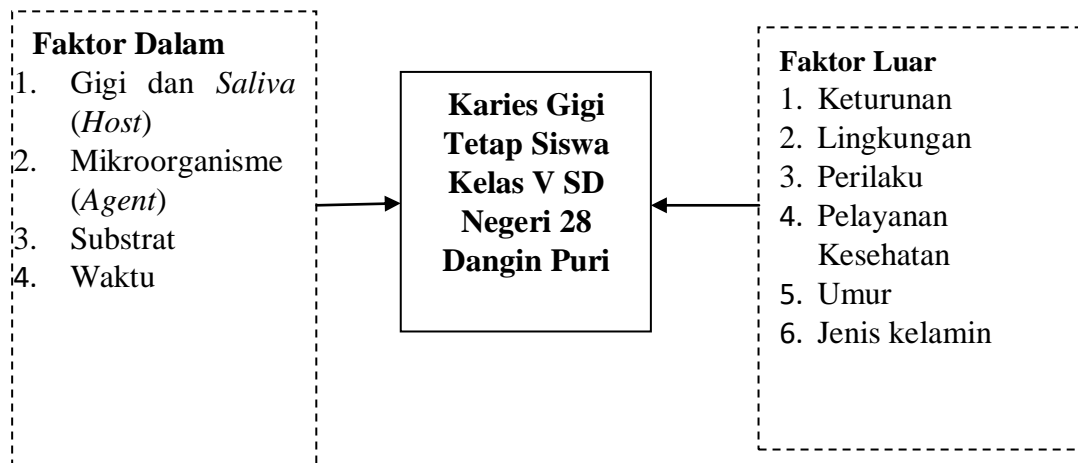 Faktor Dalam
1. Gigi dan Saliva
(Host)
2. Mikroorganisme
(Agent)
3. Substrat
4. Waktu
Karies Gigi
Tetap Siswa
Kelas V SD
Negeri 28
Dangin Puri
Faktor Luar
1. Keturunan
2. Lingkungan
3. Perilaku
4. Pelayanan
Kesehatan
5. Umur
6. Jenis kelamin